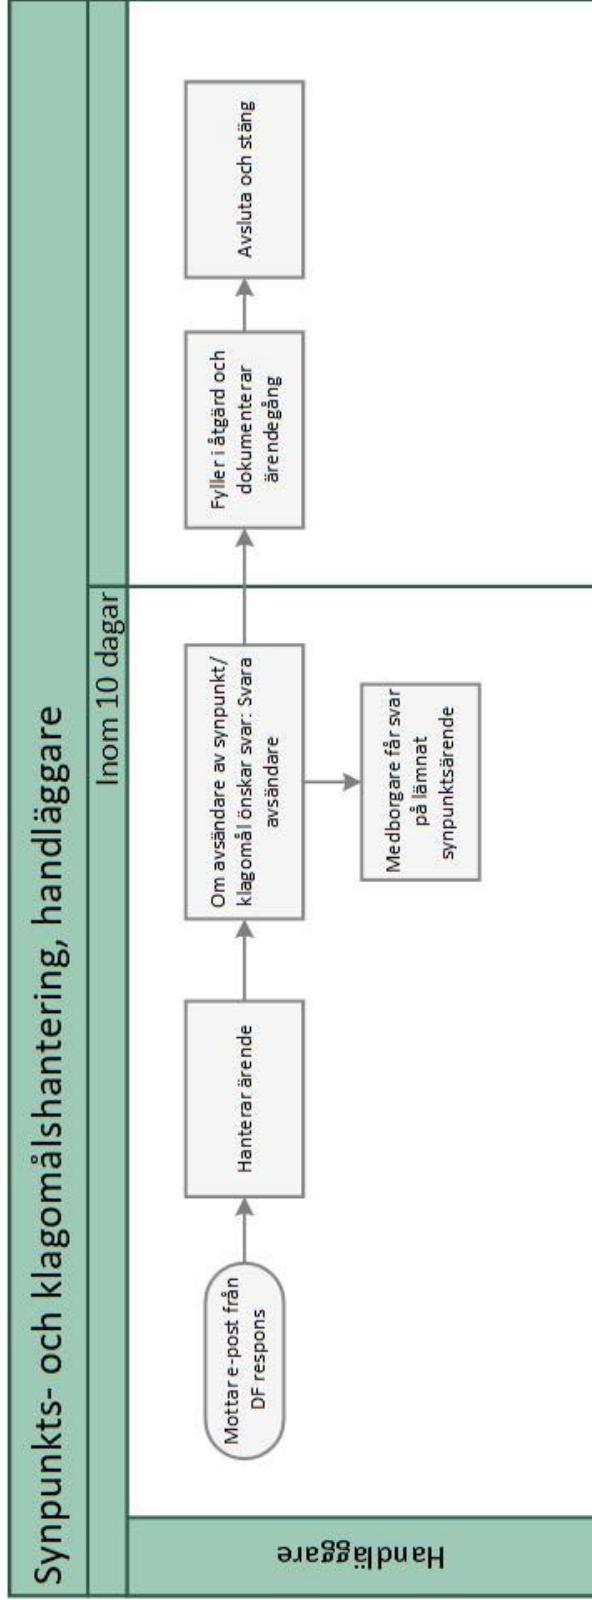 Synpunkts- och klagomålshantering, handläggare
Inom 10 dagar
Handläggare
Mottar e-post från
DF respons
Hanterar ärende
Om avsändare av synpunkt/
klagomål önskar svar: Svara
avsändare
Medborgare får svar
på lämnat
synpunktsärende
Fyller i åtgärd och
dokumenterar
ärendegång
Avsluta och stäng